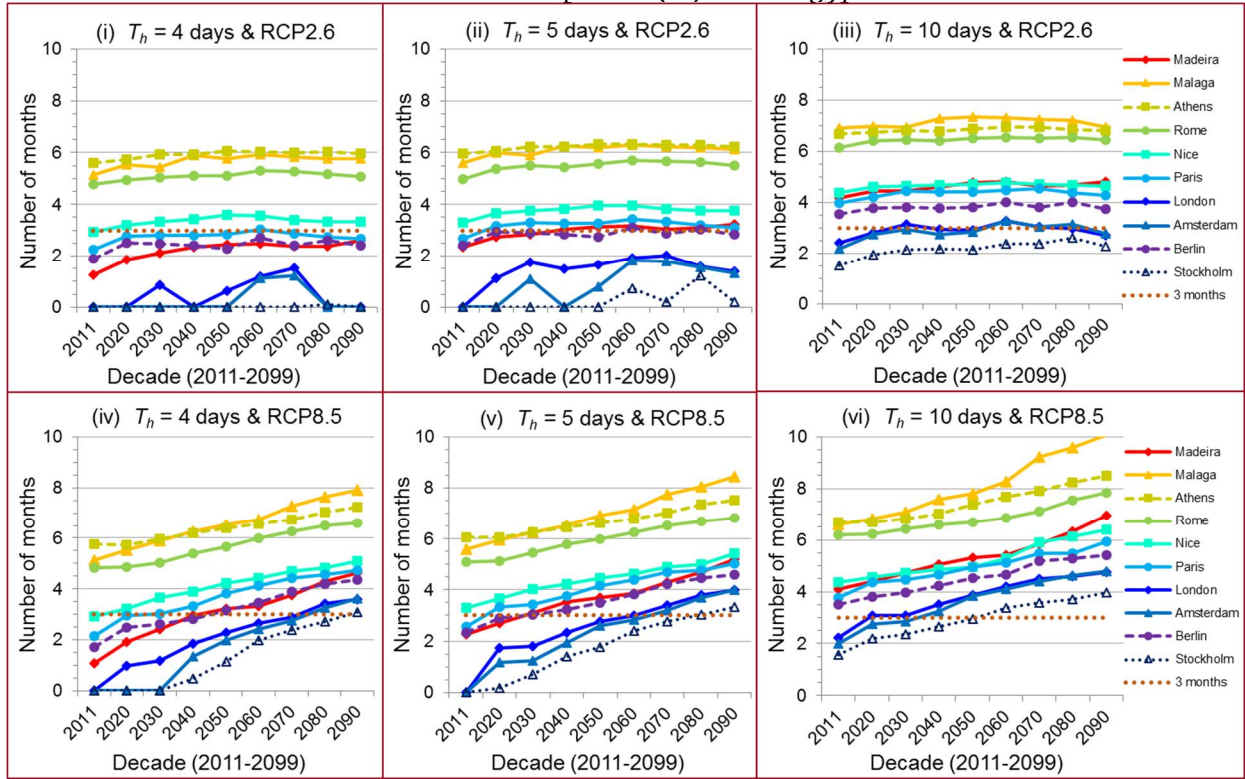 (i) Th = 4 days & RCP2.6
Number of months
10
8
6
4
2
0
2011 2020 2030 2040 2050 2060 2070 2080 2090
Decade (2011-2099)
(ii) Th = 5 days & RCP2.6
Number of months
10
8
6
4
2
0
2011 2020 2030 2040 2050 2060 2070 2080 2090
Decade (2011-2099)
(iii) Th = 10 days & RCP2.6
Number of months
10
8
6
4
2
0
2011 2020 2030 2040 2050 2060 2070 2080 2090
Decade (2011-2099)
Madeira
Malaga
Athens
Rome
Nice
Paris
London
Amsterdam
Berlin
Stockholm
3 months
(iv) Th = 4 days & RCP8.5
Number of months
10
8
6
4
2
0
2011 2020 2030 2040 2050 2060 2070 2080 2090
Decade (2011-2099)
(v) Th = 5 days & RCP8.5
Number of months
10
8
6
4
2
0
2011 2020 2030 2040 2050 2060 2070 2080 2090
Decade (2011-2099)
(vi) Th = 10 days & RCP8.5
Number of months
10
8
6
4
2
0
2011 2020 2030 2040 2050 2060 2070 2080 2090
Decade (2011-2099)
Madeira
Malaga
Athens
Rome
Nice
Paris
London
Amsterdam
Berlin
Stockholm
3 months